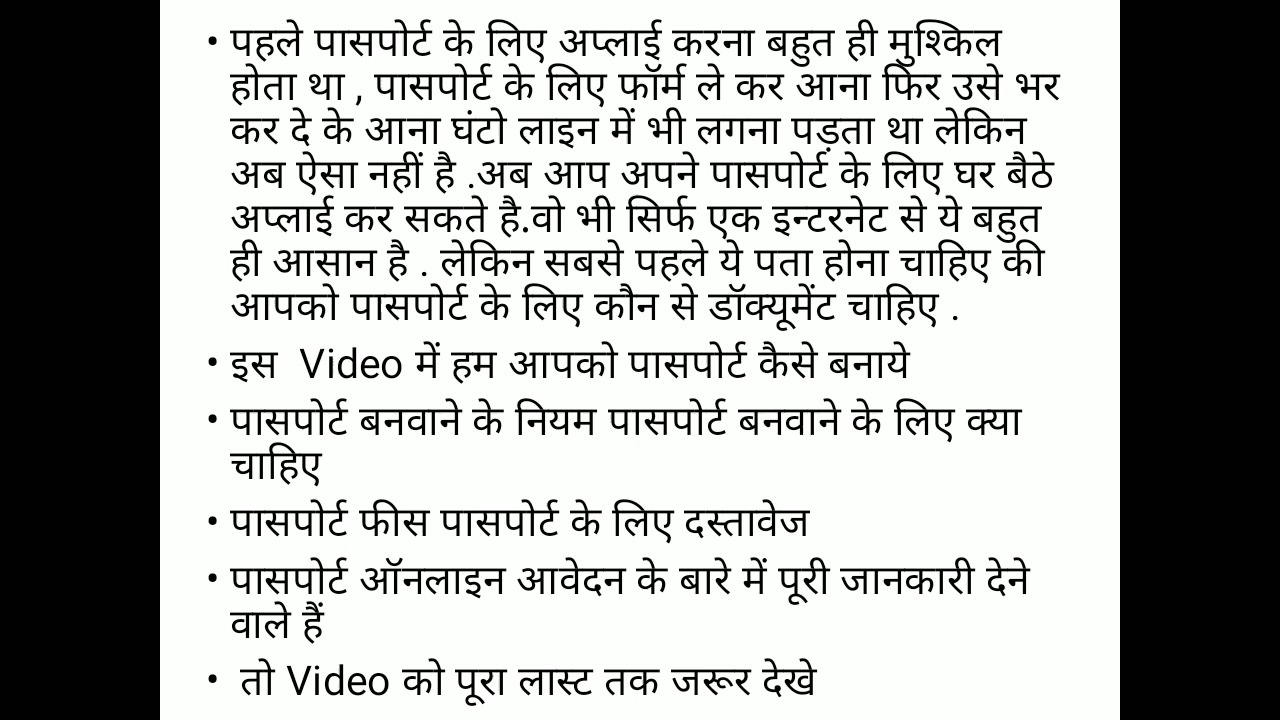 • पहले पासपोर्ट के लिए अप्लाई करना बहुत ही मुश्किल
होता था , पासपोर्ट के लिए फॉर्म ले कर आना फिर उसे भर
कर दे के आना घंटो लाइन में भी लगना पड़ता था लेकिन
अब ऐसा नहीं है .अब आप अपने पासपोर्ट के लिए घर बैठे
अप्लाई कर सकते है.वो भी सिर्फ एक इन्टरनेट से ये बहुत
ही आसान है . लेकिन सबसे पहले ये पता होना चाहिए की
आपको पासपोर्ट के लिए कौन से डॉक्यूमेंट चाहिए .
• इस  Video में हम आपको पासपोर्ट कैसे बनाये
• पासपोर्ट बनवाने के नियम पासपोर्ट बनवाने के लिए क्या
चाहिए
• पासपोर्ट फीस पासपोर्ट के लिए दस्तावेज
• पासपोर्ट ऑनलाइन आवेदन के बारे में पूरी जानकारी देने
वाले हैं
•  तो Video को पूरा लास्ट तक जरूर देखे